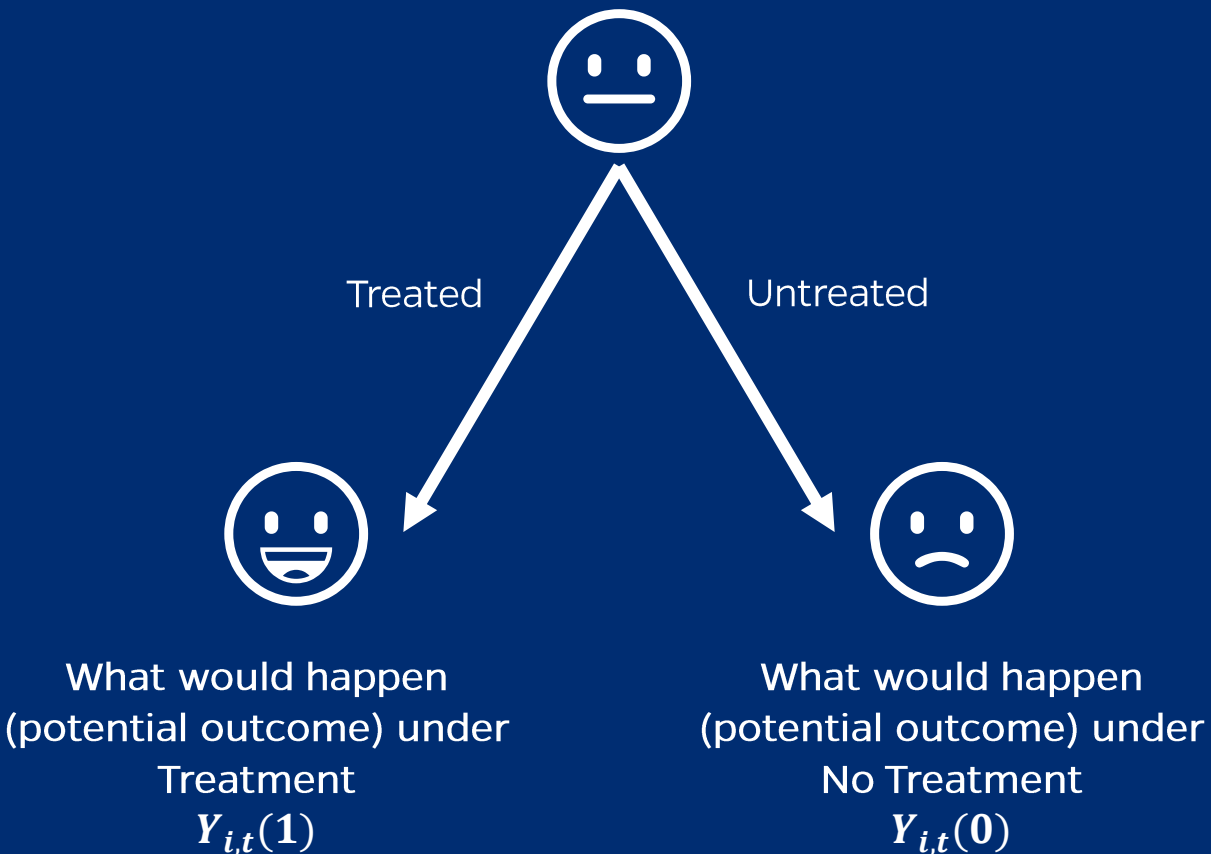 Treated
Untreated
What would happen
(potential outcome) under
Treatment
Y_{i,t}(1)
What would happen
(potential outcome) under
No Treatment
Y_{i,t}(0)